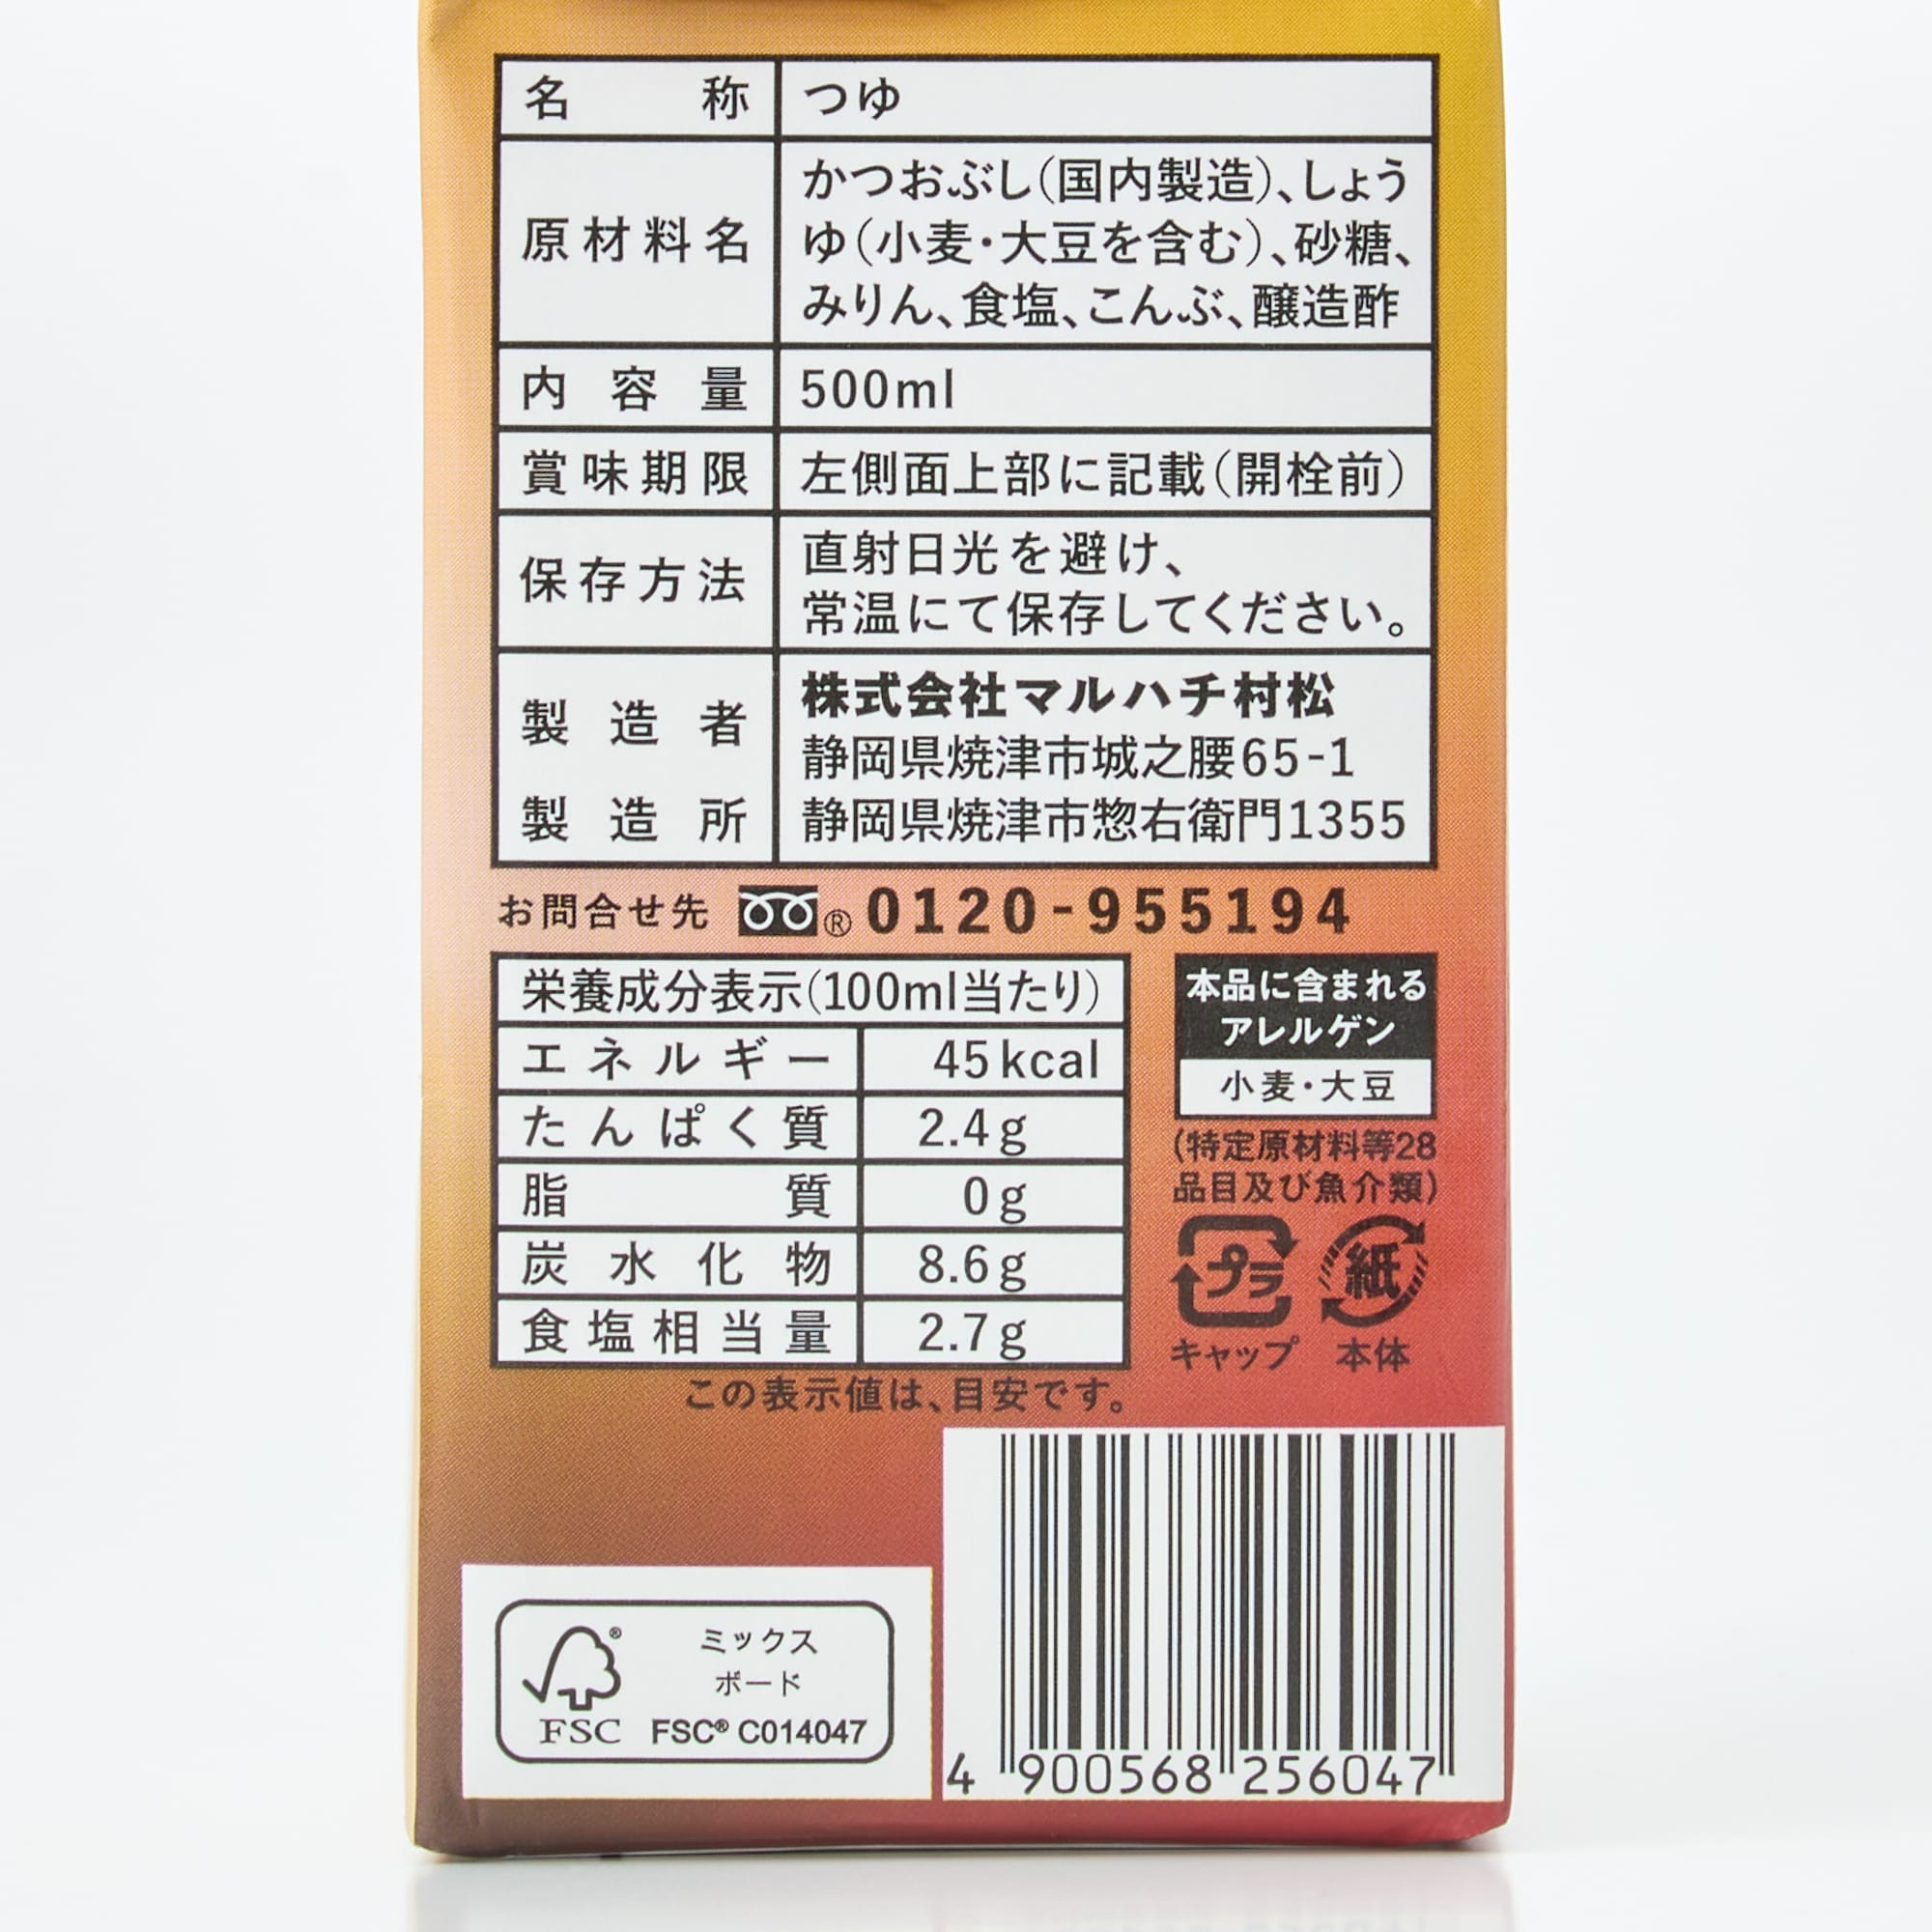 名称 つゆ
原材料名 かつおぶし(国内製造)、しょう
ゆ(小麦・大豆を含む)、砂糖、
みりん、食塩、こんぶ、醸造酢
内容量 500ml
賞味期限 左側面上部に記載(開栓前)
保存方法 直射日光を避け、
常温にて保存してください。
製造者 株式会社マルハチ村松
静岡県焼津市城之腰65-1
製造所 静岡県焼津市惣右衛門1355
お問合せ先 ® 0120-955194
栄養成分表示(100ml当たり)
エネルギー 45kcal
たんぱく質 2.4g
脂質 0g
炭水化物 8.6g
食塩相当量 2.7g
この表示値は、目安です。
本品に含まれる
アレルゲン
小麦・大豆
(特定原材料等28
品目及び魚介類)
プラ 紙
キャップ 本体
ミックス
ボード
FSC® C014047
® FSC
4 900568 256047